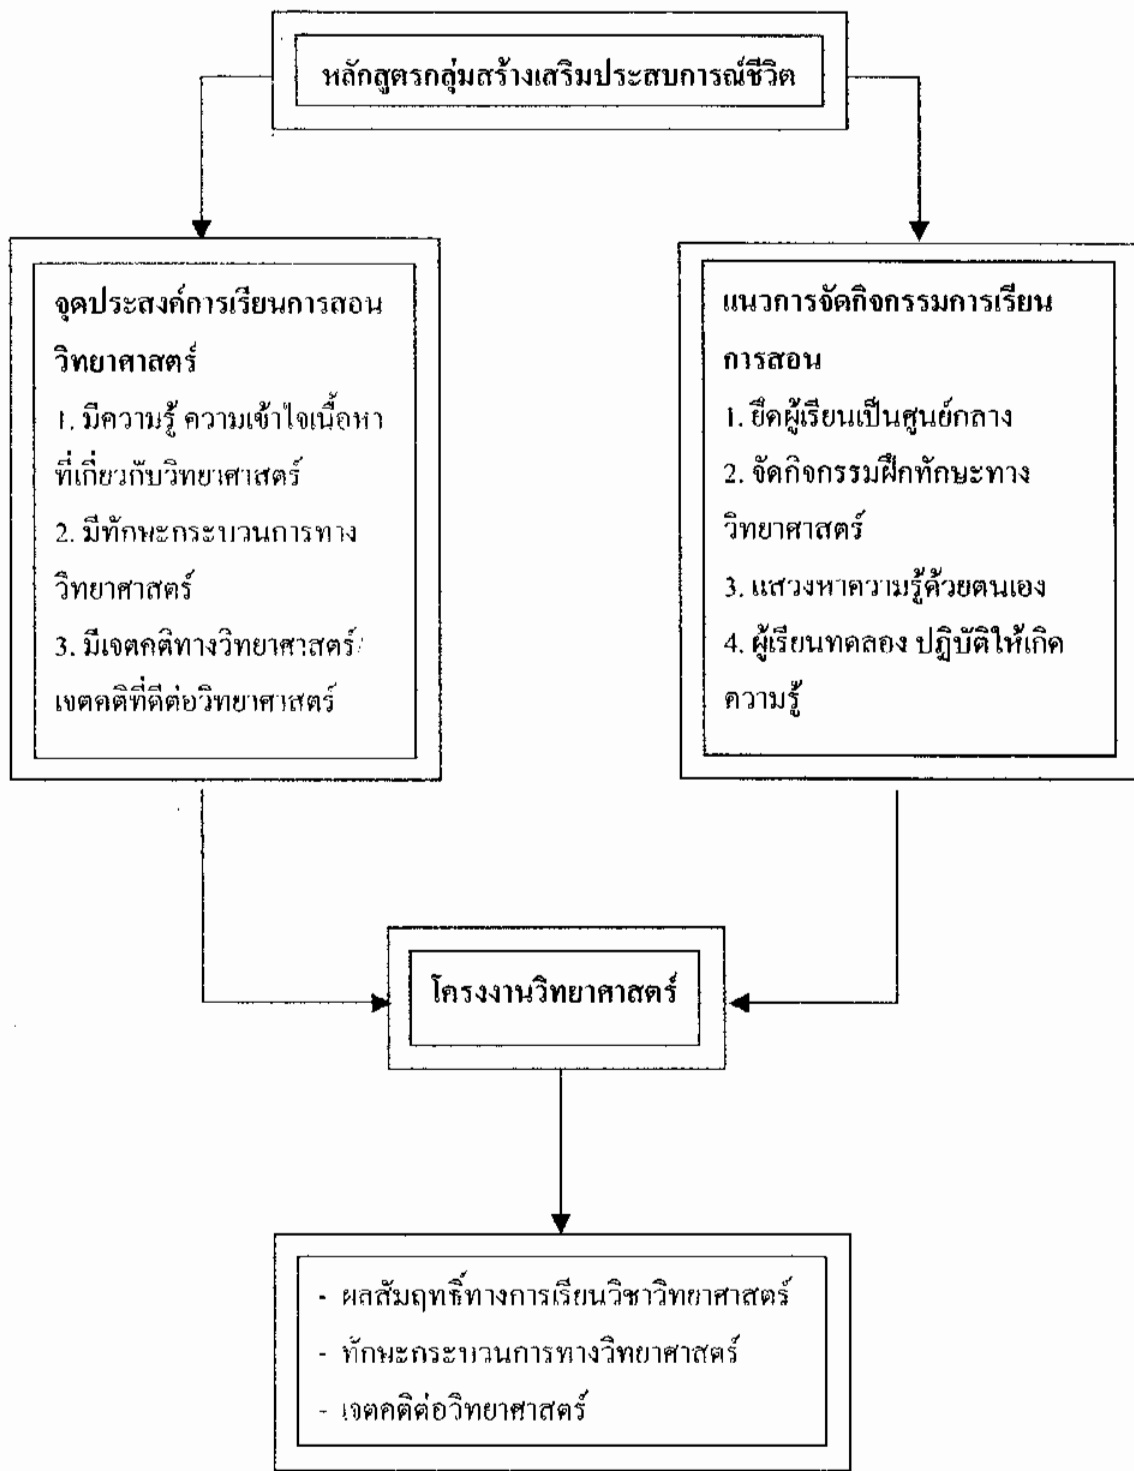 หลักสูตรกลุ่มสร้างเสริมประสบการณ์ชีวิต
จุดประสงค์การเรียนการสอน
วิทยาศาสตร์
1. มีความรู้ ความเข้าใจเนื้อหา
ที่เกี่ยวกับวิทยาศาสตร์
2. มีทักษะกระบวนการทาง
วิทยาศาสตร์
3. มีเจตคติทางวิทยาศาสตร์/
เจตคติที่ดีต่อวิทยาศาสตร์
แนวการจัดกิจกรรมการเรียน
การสอน
1. ยึดผู้เรียนเป็นศูนย์กลาง
2. จัดกิจกรรมฝึกทักษะทาง
วิทยาศาสตร์
3. แสวงหาความรู้ด้วยตนเอง
4. ผู้เรียนทดลอง ปฏิบัติให้เกิด
ความรู้
โครงงานวิทยาศาสตร์
- ผลสัมฤทธิ์ทางการเรียนวิชาวิทยาศาสตร์
- ทักษะกระบวนการทางวิทยาศาสตร์
- เจตคติต่อวิทยาศาสตร์